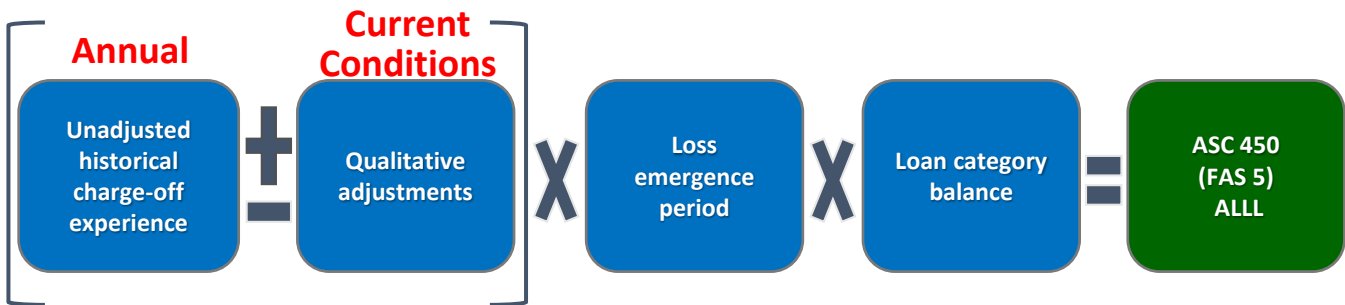 Annual
Current
Conditions
Unadjusted
historical
charge-off
experience
+
−
Qualitative
adjustments
X
Loss
emergence
period
X
Loan category
balance
=
ASC 450
(FAS 5)
ALLL